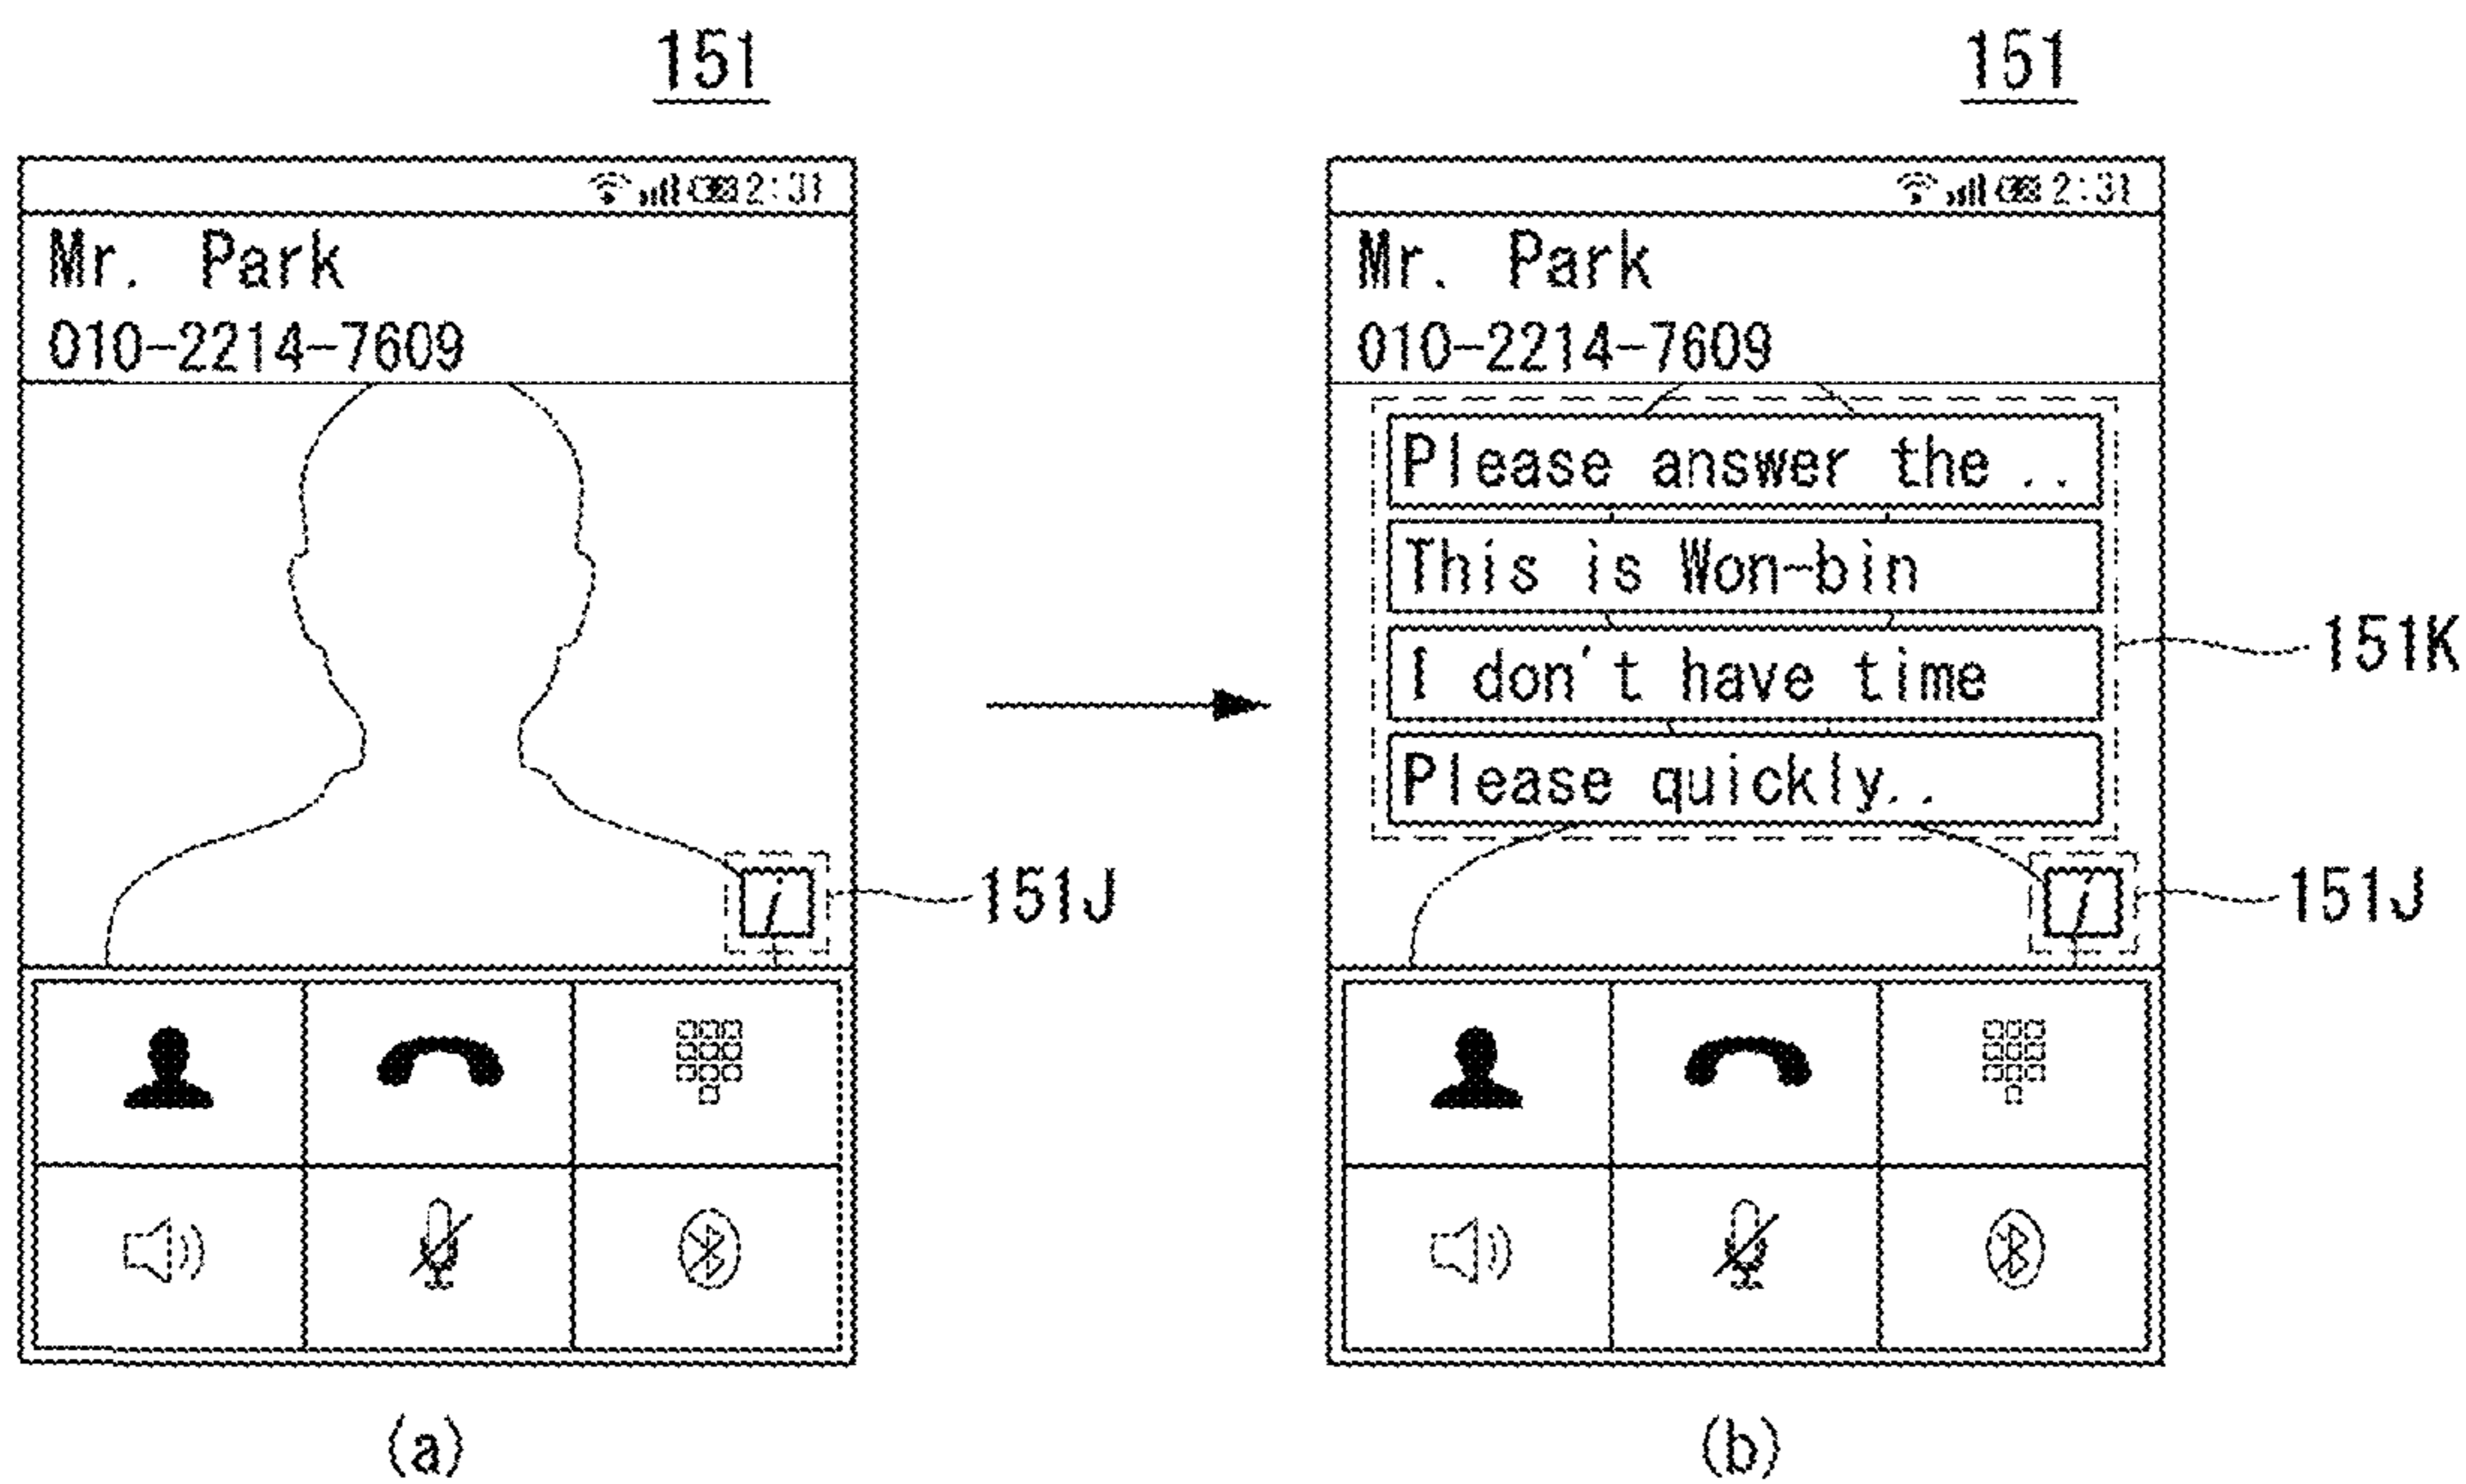 151
2:31
Mr. Park
010-2214-7609
i
151J
(a)
151
2:31
Mr. Park
010-2214-7609
Please answer the ..
This is Won-bin
I don't have time
Please quickly..
151K
i
151J
(b)